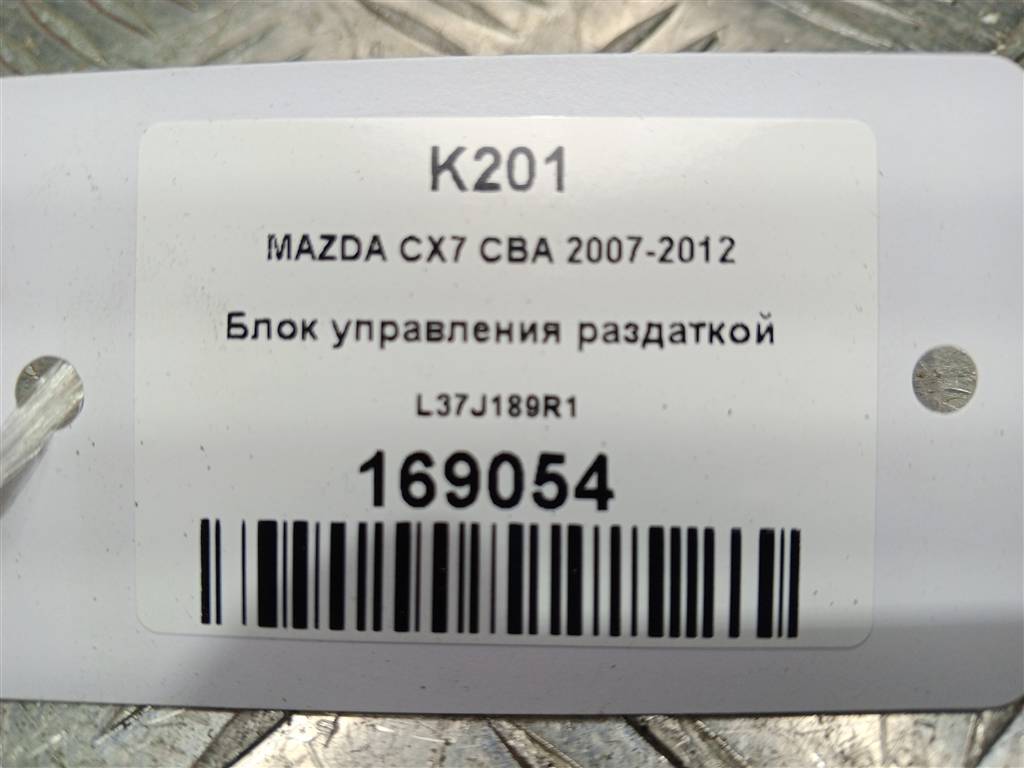 K201
MAZDA CX7 CBA 2007-2012
Блок управления раздаткой
L37J189R1
169054